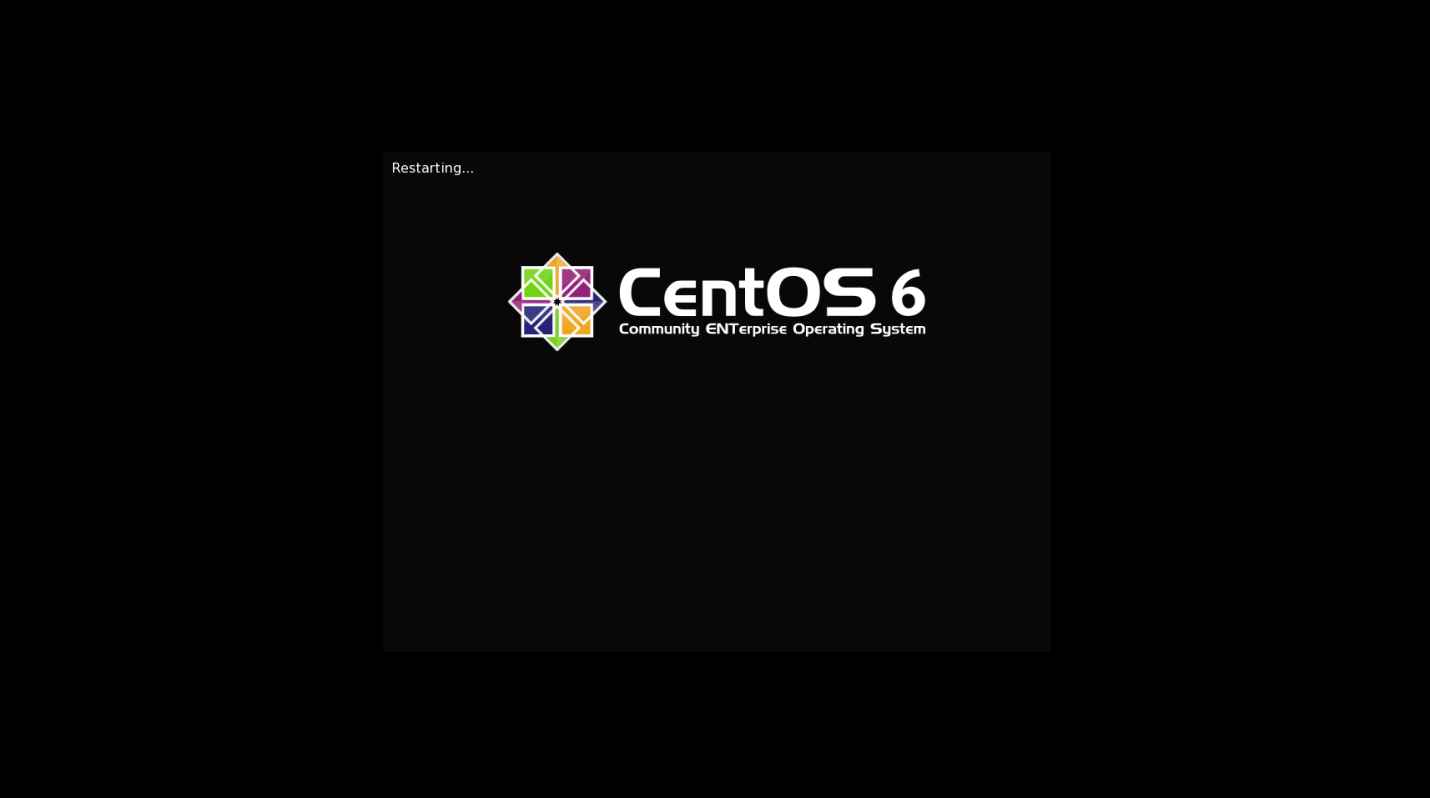 Restarting...
CentOS 6
Community ENTerprise Operating System